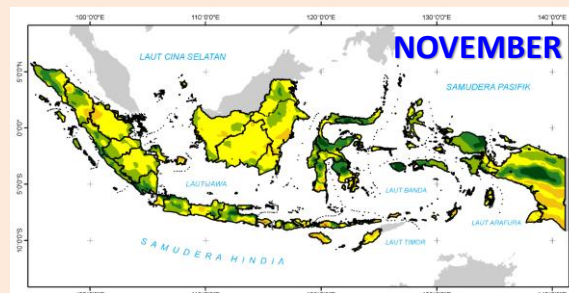 100°0'0"E 110°0'0"E 120°0'0"E 130°0'0"E 140°0'0"E
NOVEMBER
LAUT CINA SELATAN
SAMUDERA PASIFIK
5°0'0"N
0°0'0"
LAUT JAWA
LAUT BANDA
5°0'0"S
LAUT ARAFURA
SAMUDERA HINDIA
LAUT TIMOR
10°0'0"S